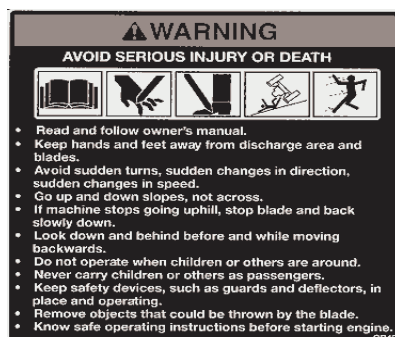 WARNING
AVOID SERIOUS INJURY OR DEATH
• Read and follow owner's manual.
• Keep hands and feet away from discharge area and
blades.
• Avoid sudden turns, sudden changes in direction,
sudden changes in speed.
• Go up and down slopes, not across.
• If machine stops going uphill, stop blade and back
slowly down.
• Look down and behind before and while moving
backwards.
• Do not operate when children or others are around.
• Never carry children or others as passengers.
• Keep safety devices, such as guards and deflectors, in
place and operating.
• Remove objects that could be thrown by the blade.
• Know safe operating instructions before starting engine.